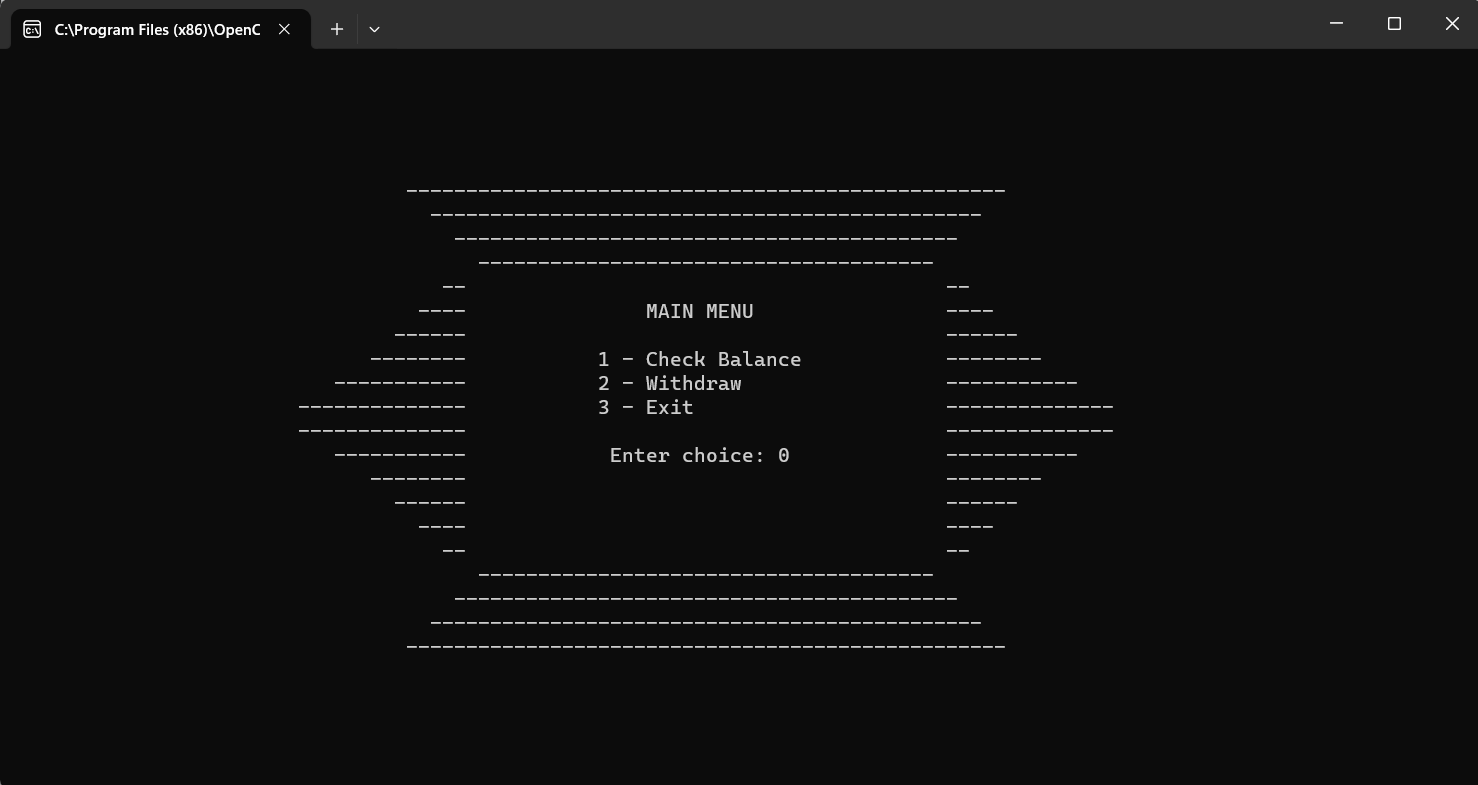 C:\Program Files (x86)\OpenC
MAIN MENU
1 - Check Balance
2 - Withdraw
3 - Exit
Enter choice: 0